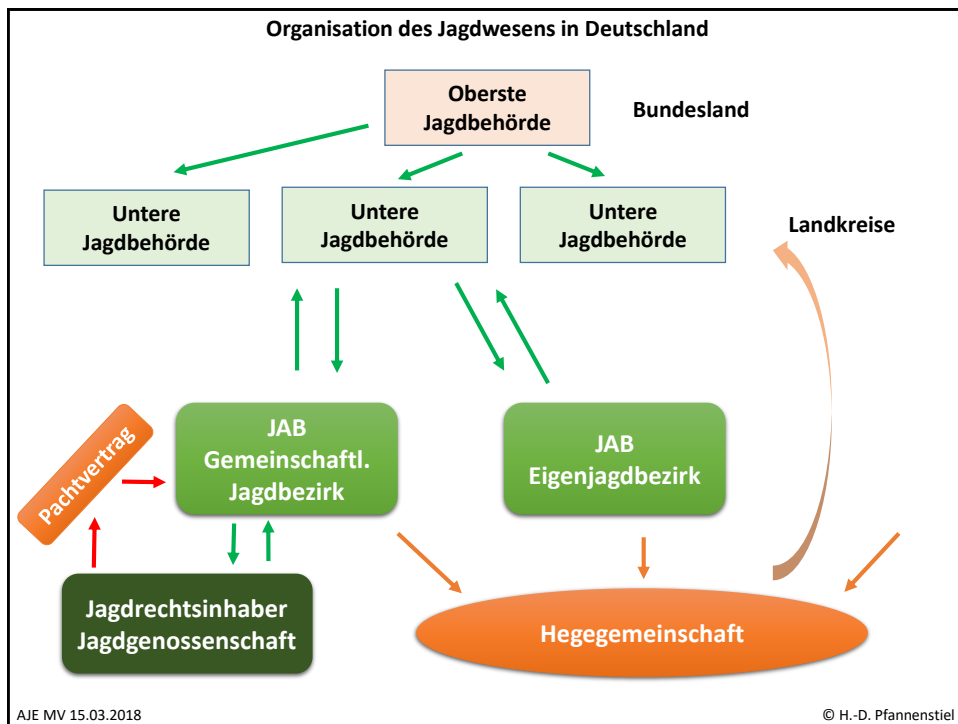 Organisation des Jagdwesens in Deutschland
Oberste
Jagdbehörde
Bundesland
Untere
Jagdbehörde
Untere
Jagdbehörde
Untere
Jagdbehörde
Landkreise
Pachtvertrag
JAB
Gemeinschaftl.
Jagdbezirk
JAB
Eigenjagdbezirk
Jagdrechtsinhaber
Jagdgenossenschaft
Hegegemeinschaft
AJE MV 15.03.2018
© H.-D. Pfannenstiel